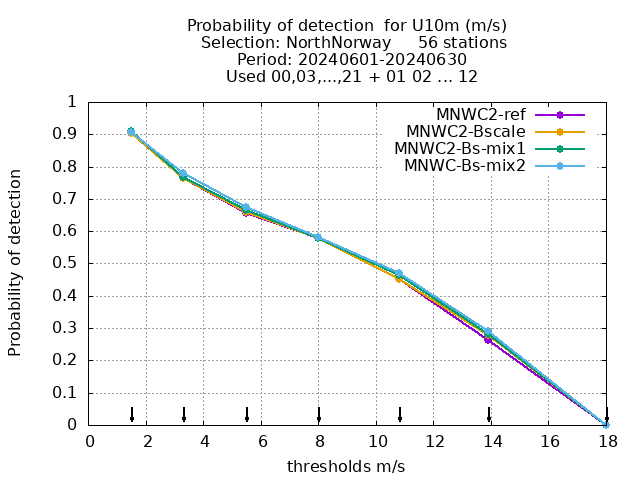 Probability of detection  for U10m (m/s)
Selection: NorthNorway     56 stations
Period: 20240601-20240630
Used 00,03,...,21 + 01 02 ... 12
MNWC2-ref
MNWC2-Bscale
MNWC2-Bs-mix1
MNWC-Bs-mix2
Probability of detection
1
0.9
0.8
0.7
0.6
0.5
0.4
0.3
0.2
0.1
0
0 2 4 6 8 10 12 14 16 18
thresholds m/s